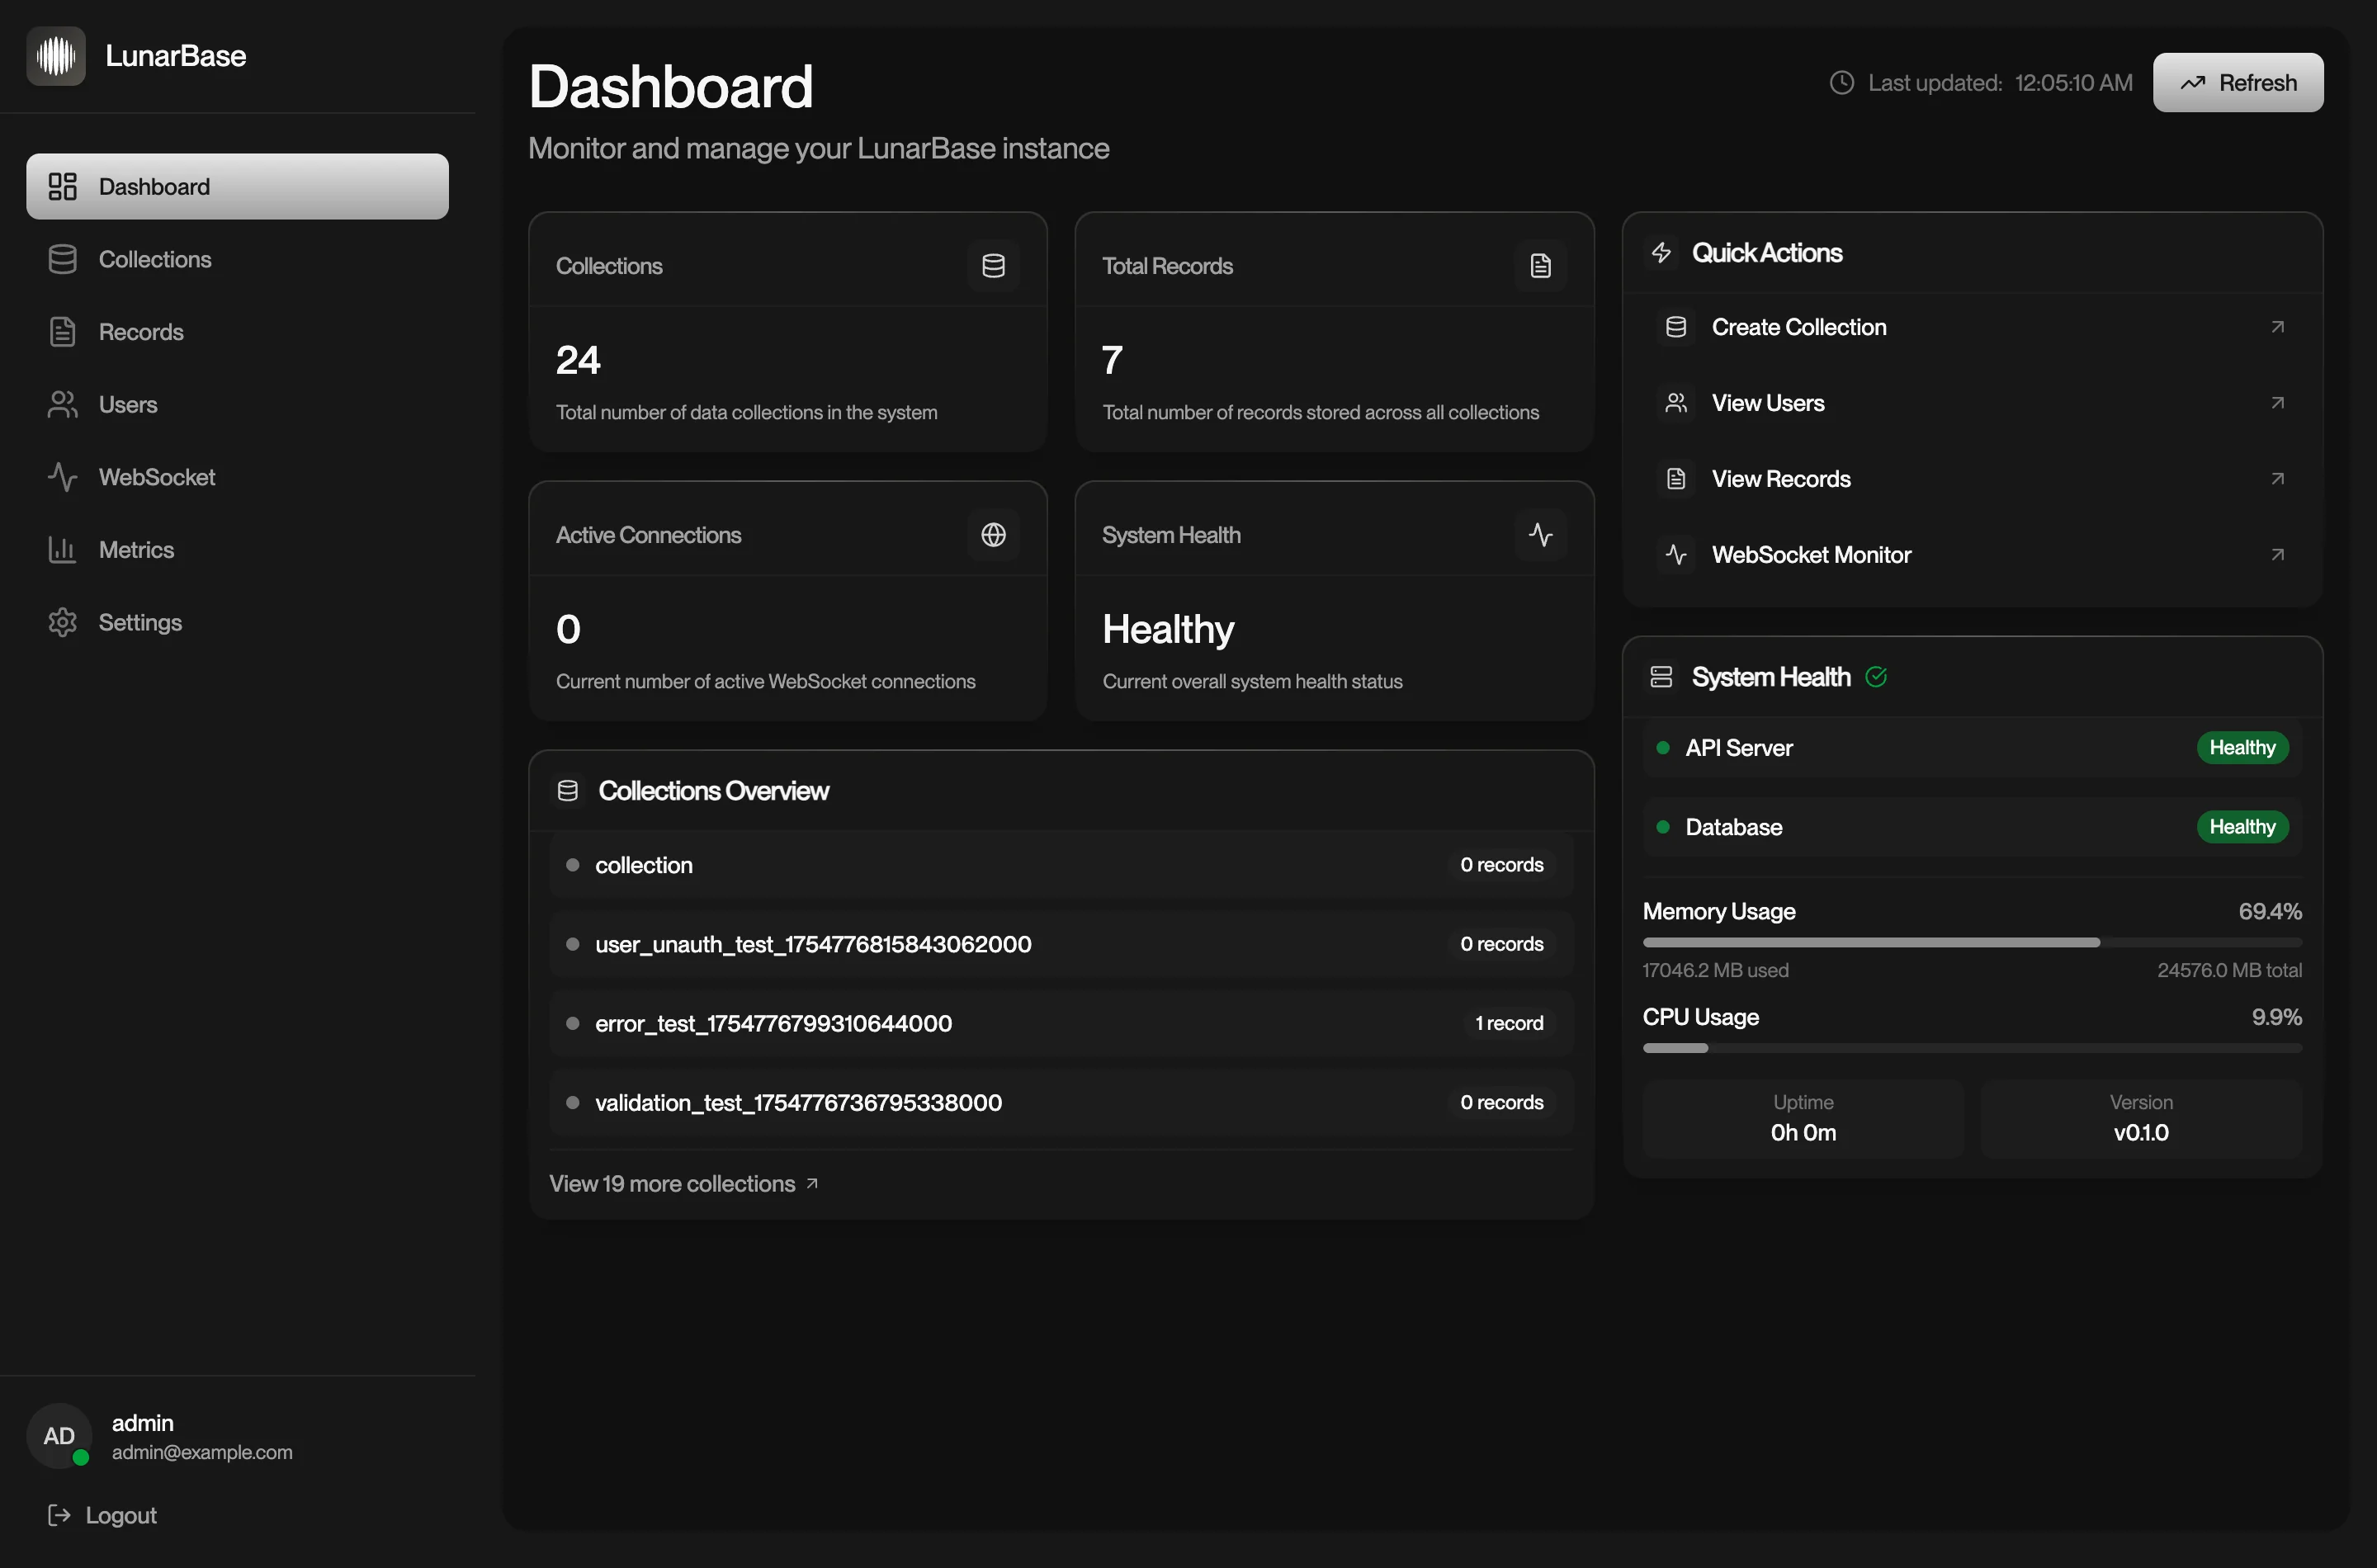 LunarBase
Dashboard
Collections
Records
Users
WebSocket
Metrics
Settings
AD
admin
admin@example.com
Logout
Dashboard
Monitor and manage your LunarBase instance
Last updated: 12:05:10 AM
Refresh
Collections
24
Total number of data collections in the system
Total Records
7
Total number of records stored across all collections
Active Connections
0
Current number of active WebSocket connections
System Health
Healthy
Current overall system health status
Collections Overview
collection 0 records
user_unauth_test_1754776815843062000 0 records
error_test_1754776799310644000 1 record
validation_test_1754776736795338000 0 records
View 19 more collections
Quick Actions
Create Collection
View Users
View Records
WebSocket Monitor
System Health
API Server Healthy
Database Healthy
Memory Usage 69.4%
17046.2 MB used 24576.0 MB total
CPU Usage 9.9%
Uptime
0h 0m
Version
v0.1.0